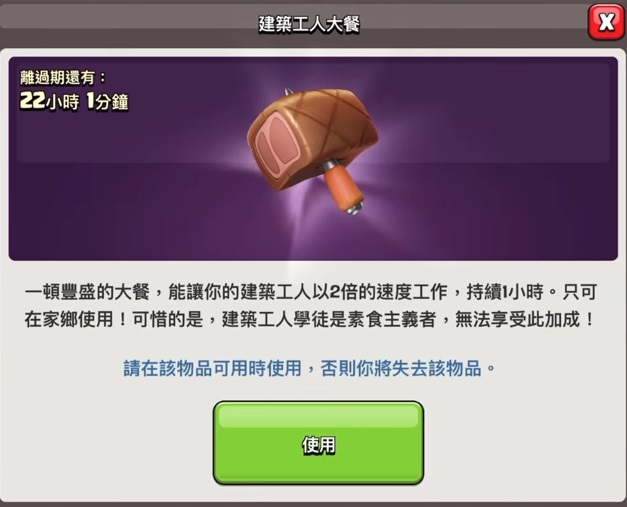 建築工人大餐
離過期還有：
22小時 1分鐘
一頓豐盛的大餐，能讓你的建築工人以2倍的速度工作，持續1小時。只可
在家鄉使用！可惜的是，建築工人學徒是素食主義者，無法享受此加成！
請在該物品可用時使用，否則你將失去該物品。
使用